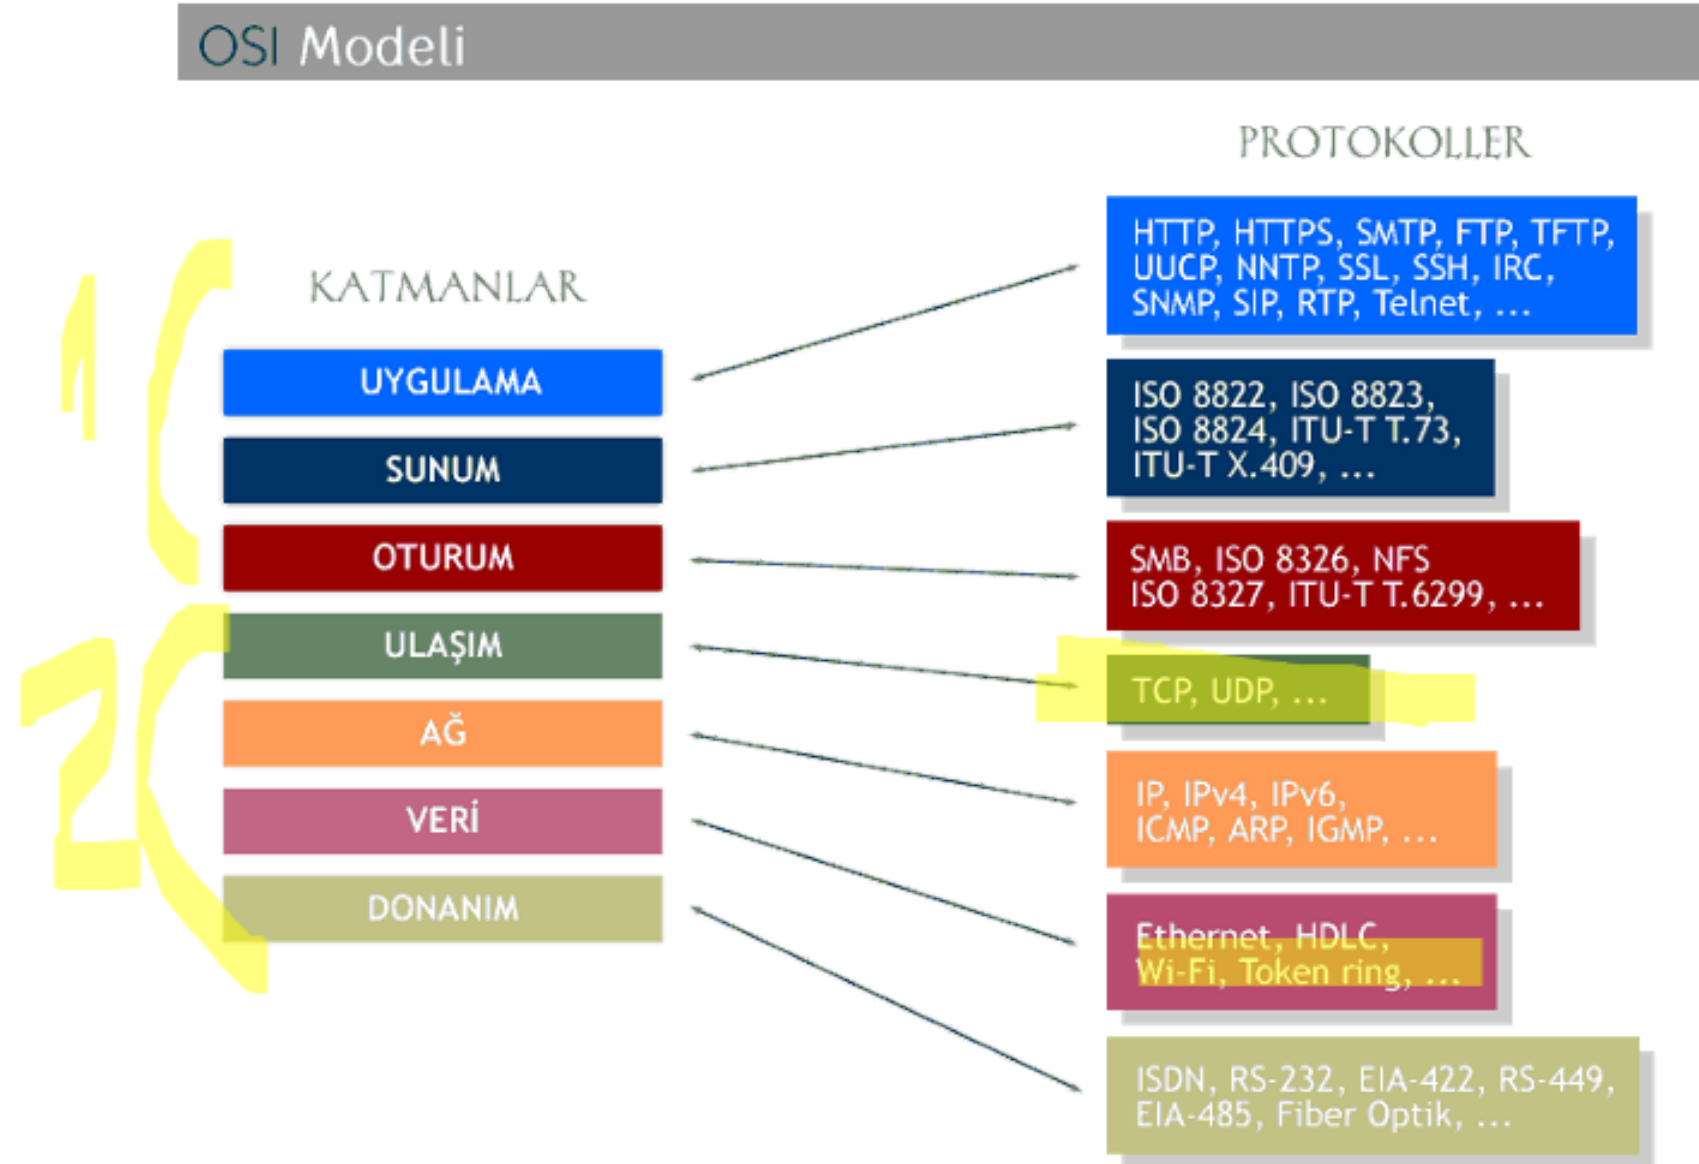 OSI Modeli
PROTOKOLLER
KATMANLAR
1
2
UYGULAMA
SUNUM
OTURUM
ULAŞIM
AĞ
VERİ
DONANIM
HTTP, HTTPS, SMTP, FTP, TFTP,
UUCP, NNTP, SSL, SSH, IRC,
SNMP, SIP, RTP, Telnet, ...
ISO 8822, ISO 8823,
ISO 8824, ITU-T T.73,
ITU-T X.409, ...
SMB, ISO 8326, NFS
ISO 8327, ITU-T T.6299, ...
TCP, UDP, ...
IP, IPv4, IPv6,
ICMP, ARP, IGMP, ...
Ethernet, HDLC,
Wi-Fi, Token ring, ...
ISDN, RS-232, EIA-422, RS-449,
EIA-485, Fiber Optik, ...